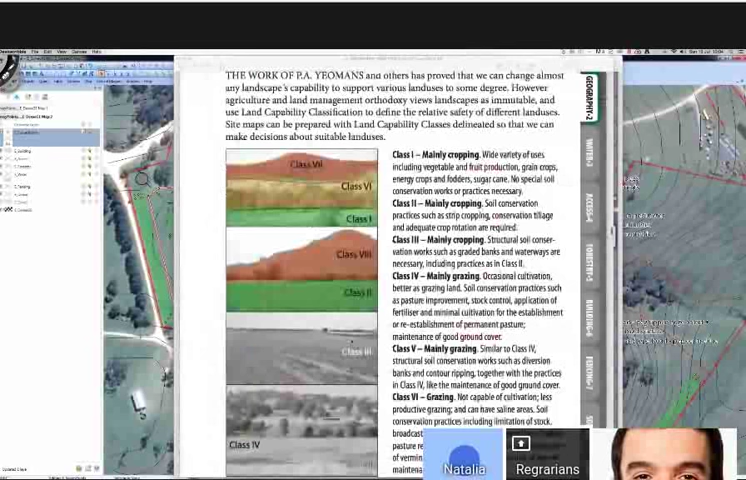 THE WORK OF P.A. YEOMANS and others has proved that we can change almost
any landscape's capability to support various landuses to some degree. However
agriculture and land management orthodoxy views landscapes as immutable, and
use Land Capability Classification to define the relative safety of different landuses.
Site maps can be prepared with Land Capability Classes delineated so that we can
make decisions about suitable landuses.
Class VII
Class VI
Class I
Class VIII
Class II
Class III
Class IV
Class I – Mainly cropping. Wide variety of uses
including vegetable and fruit production, grain crops,
energy crops and fodders, sugar cane. No special soil
conservation works or practices necessary.
Class II – Mainly cropping. Soil conservation
practices such as strip cropping, conservation tillage
and adequate crop rotation are required.
Class III – Mainly cropping. Structural soil conser-
vation works such as graded banks and waterways are
necessary, including practices as in Class II.
Class IV – Mainly grazing. Occasional cultivation,
better as grazing land. Soil conservation practices such
as pasture improvement, stock control, application of
fertiliser and minimal cultivation for the establishment
or re-establishment of permanent pasture;
maintenance of good ground cover.
Class V – Mainly grazing. Similar to Class IV,
structural soil conservation works such as diversion
banks and contour ripping, together with the practices
in Class IV, like the maintenance of good ground cover.
Class VI – Grazing. Not capable of cultivation; less
productive grazing; and can have saline areas. Soil
conservation practices including limitation of stock,
broadcast
pasture re
of vermin
maintena
GEOGRAPHY-2
WATER-3
ACCESS-4
FORESTRY-5
BUILDING-6
FENCING-7
Natalia
Regrarians